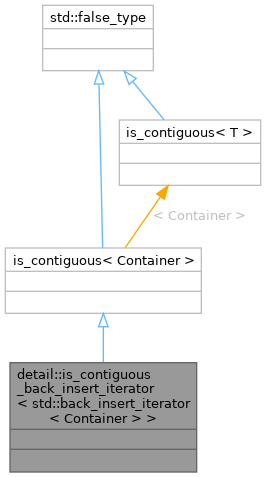 std::false_type
is_contiguous< T >
< Container >
is_contiguous< Container >
detail::is_contiguous
_back_insert_iterator
< std::back_insert_iterator
< Container > >